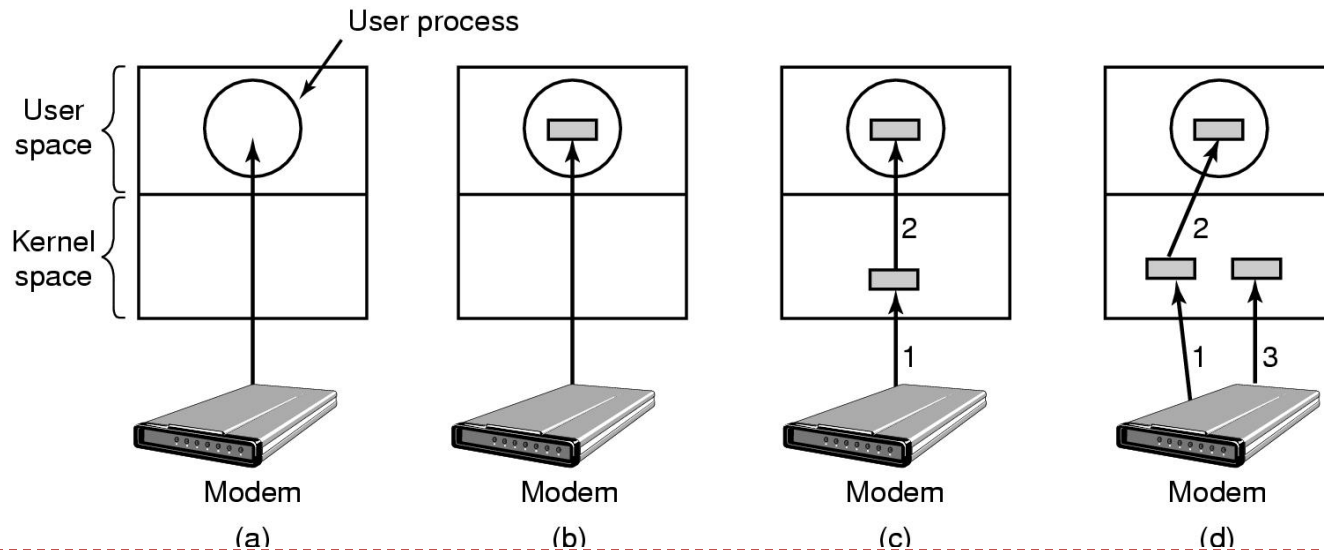 User process
User
space
Kernel
space
2
2
1
1
3
Modem
Modem
Modem
Modem
(a)
(b)
(c)
(d)